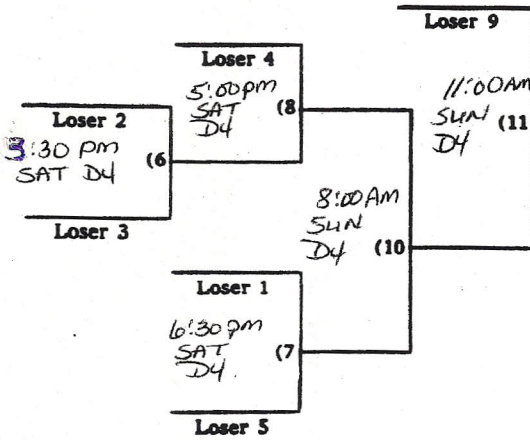 Loser 9
Loser 4
5:00pm
SAT
D4
(8
11:00AM
SUN
D4
(11
Loser 2
3:30 pm
SAT D4
(6
Loser 3
8:00AM
SUN
D4
(10
Loser 1
6:30pm
SAT
D4
(7
Loser 5